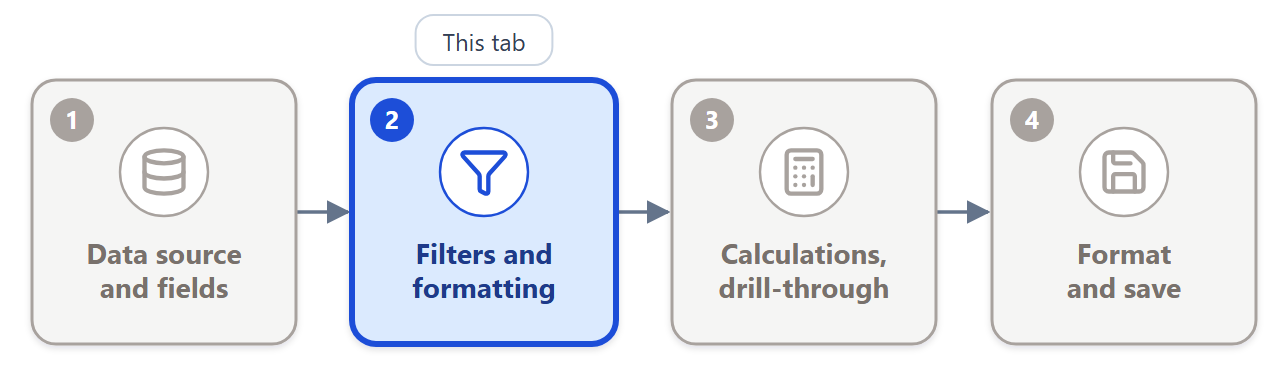 This tab
1
Data source
and fields
2
Filters and
formatting
3
Calculations,
drill-through
4
Format
and save